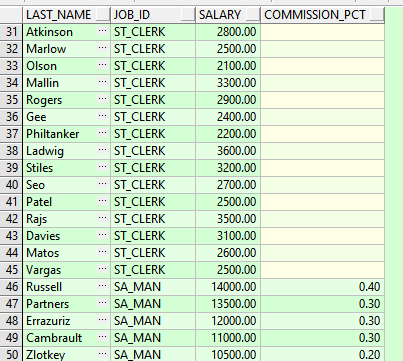 LAST_NAME JOB_ID SALARY COMMISSION_PCT
31 Atkinson ... ST_CLERK 2800.00
32 Marlow ... ST_CLERK 2500.00
33 Olson ... ST_CLERK 2100.00
34 Mallin ... ST_CLERK 3300.00
35 Rogers ... ST_CLERK 2900.00
36 Gee ... ST_CLERK 2400.00
37 Philtanker ... ST_CLERK 2200.00
38 Ladwig ... ST_CLERK 3600.00
39 Stiles ... ST_CLERK 3200.00
40 Seo ... ST_CLERK 2700.00
41 Patel ... ST_CLERK 2500.00
42 Rajs ... ST_CLERK 3500.00
43 Davies ... ST_CLERK 3100.00
44 Matos ... ST_CLERK 2600.00
45 Vargas ... ST_CLERK 2500.00
46 Russell ... SA_MAN 14000.00 0.40
47 Partners ... SA_MAN 13500.00 0.30
48 Errazuriz ... SA_MAN 12000.00 0.30
49 Cambrault ... SA_MAN 11000.00 0.30
50 Zlotkey ... SA_MAN 10500.00 0.20